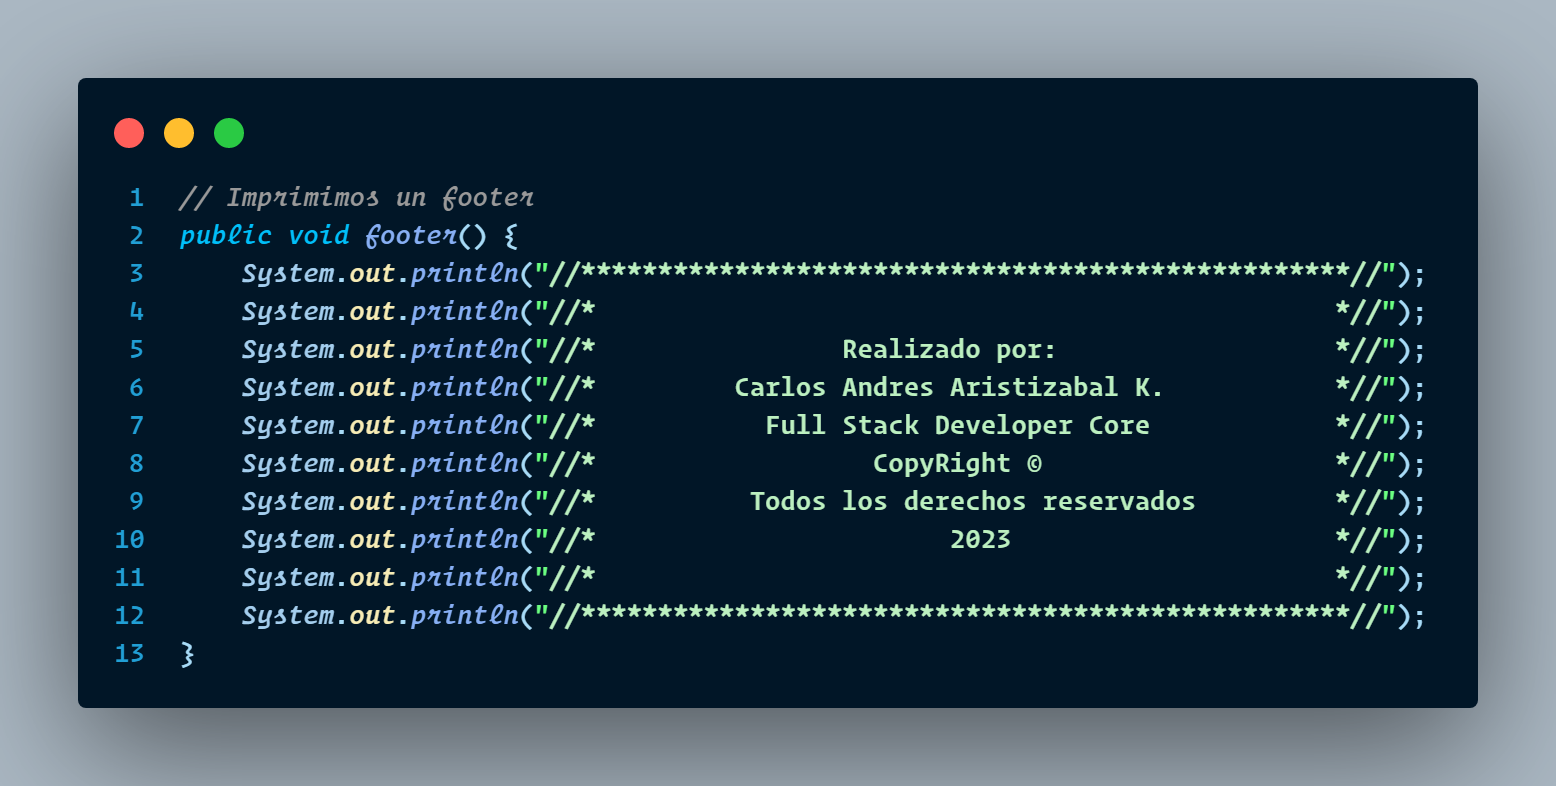 1 // Imprimimos un footer
2 public void footer() {
3     System.out.println("//**************************************************//");
4     System.out.println("//*                                                *//");
5     System.out.println("//*                Realizado por:                  *//");
6     System.out.println("//*         Carlos Andres Aristizabal K.           *//");
7     System.out.println("//*           Full Stack Developer Core            *//");
8     System.out.println("//*                  CopyRight ©                   *//");
9     System.out.println("//*          Todos los derechos reservados         *//");
10     System.out.println("//*                       2023                     *//");
11     System.out.println("//*                                                *//");
12     System.out.println("//**************************************************//");
13 }